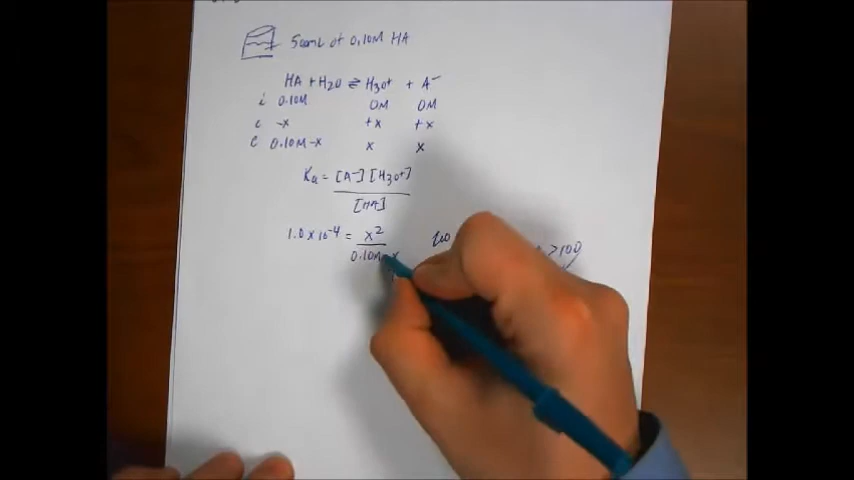 500mL of 0.10M HA
HA + H2O ⇌ H3O+ + A-
i 0.10M 0M 0M
c -x +x +x
e 0.10M-x x x
Ka = [A-][H3O+]
[HA]
1.0 x 10-4 = x2
0.10M-x
>100